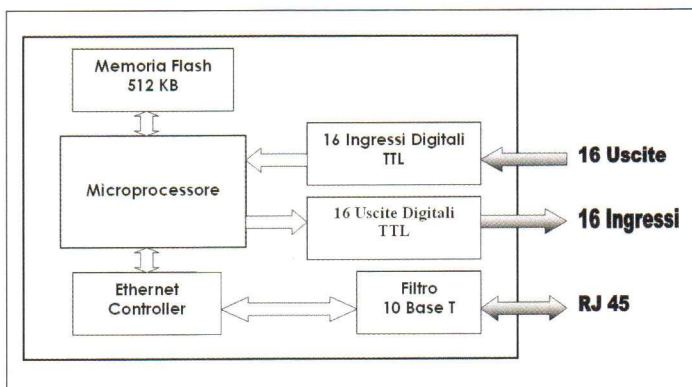 Memoria Flash
512 KB
16 Ingressi Digitali
TTL
16 Uscite
Microprocessore
16 Uscite Digitali
TTL
16 Ingressi
Ethernet
Controller
Filtro
10 Base T
RJ 45